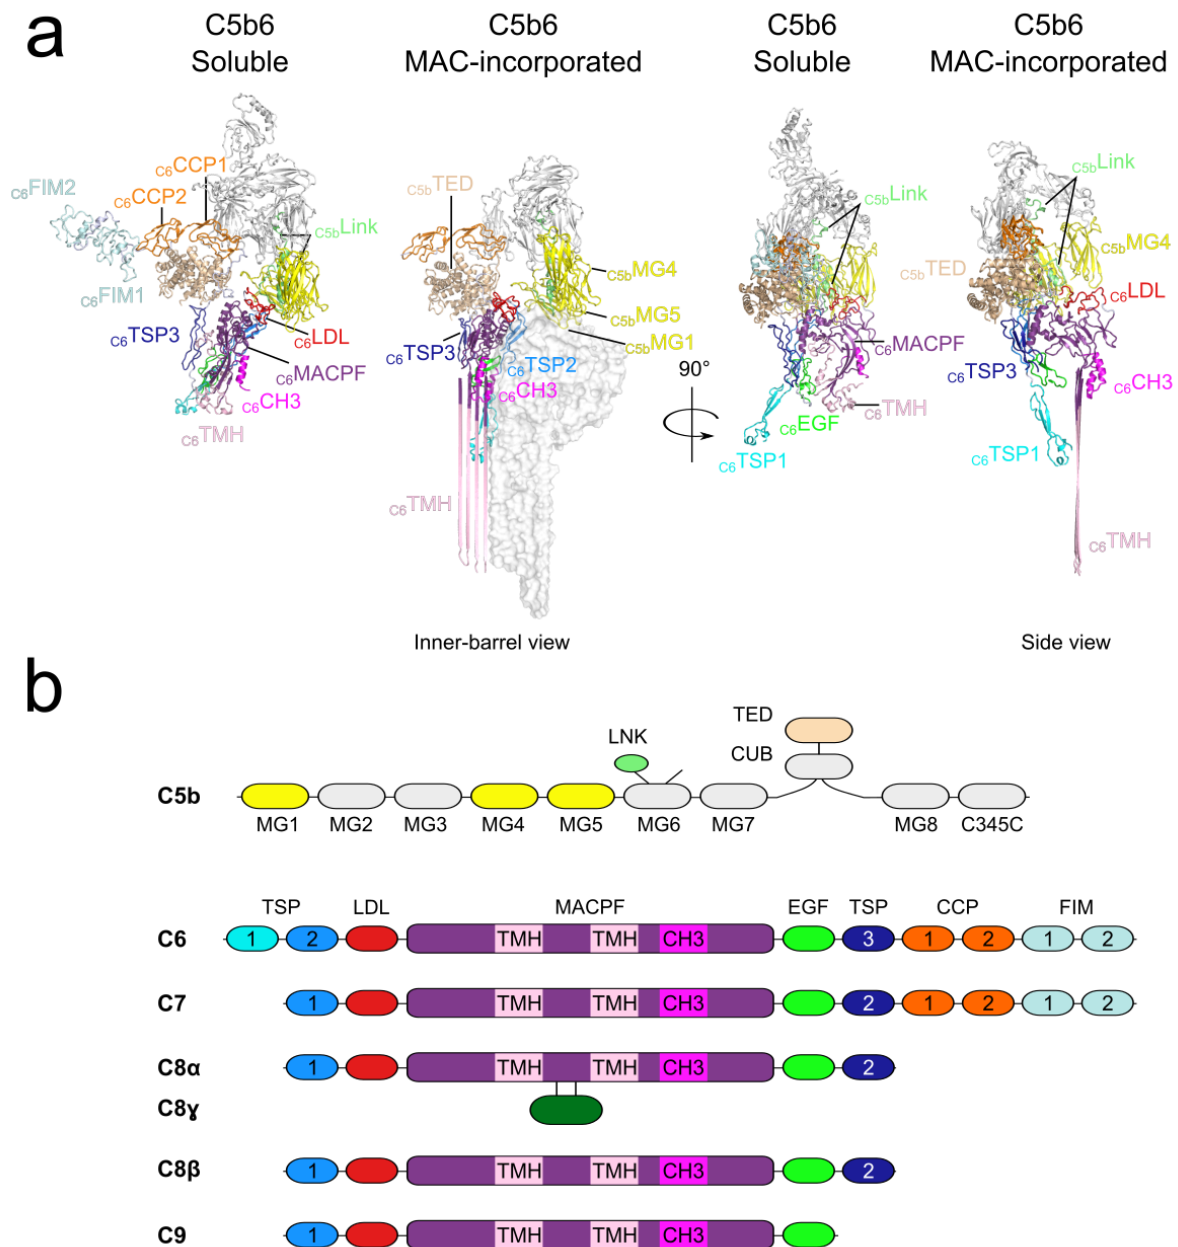 a
C5b6
Soluble
C5b6
MAC-incorporated
C5b6
Soluble
C5b6
MAC-incorporated
C6FIM2
C6CCP1
C6CCP2
C5bLink
C6FIM1
C6TSP3
C6LDL
C6MACPF
C6CH3
C6TMH
C5bTED
C5bMG4
C5bMG5
C5bMG1
C6TSP3
C6TSP2
C6CH3
C6TMH
Inner-barrel view
90°
C5bLink
C5bTED
C6MACPF
C6TMH
C6EGF
C6TSP1
C5bLink
C5bMG4
C6LDL
C6TSP3
C6CH3
C6TSP1
C6TMH
Side view
b
TED
LNK
CUB
C5b
MG1 MG2 MG3 MG4 MG5 MG6 MG7 MG8 C345C
TSP LDL MACPF EGF TSP CCP FIM
C6 1 2 TMH TMH CH3 3 1 2 1 2
C7 1 TMH TMH CH3 2 1 2 1 2
C8α 1 TMH TMH CH3 2
C8ɣ
C8β 1 TMH TMH CH3 2
C9 1 TMH TMH CH3